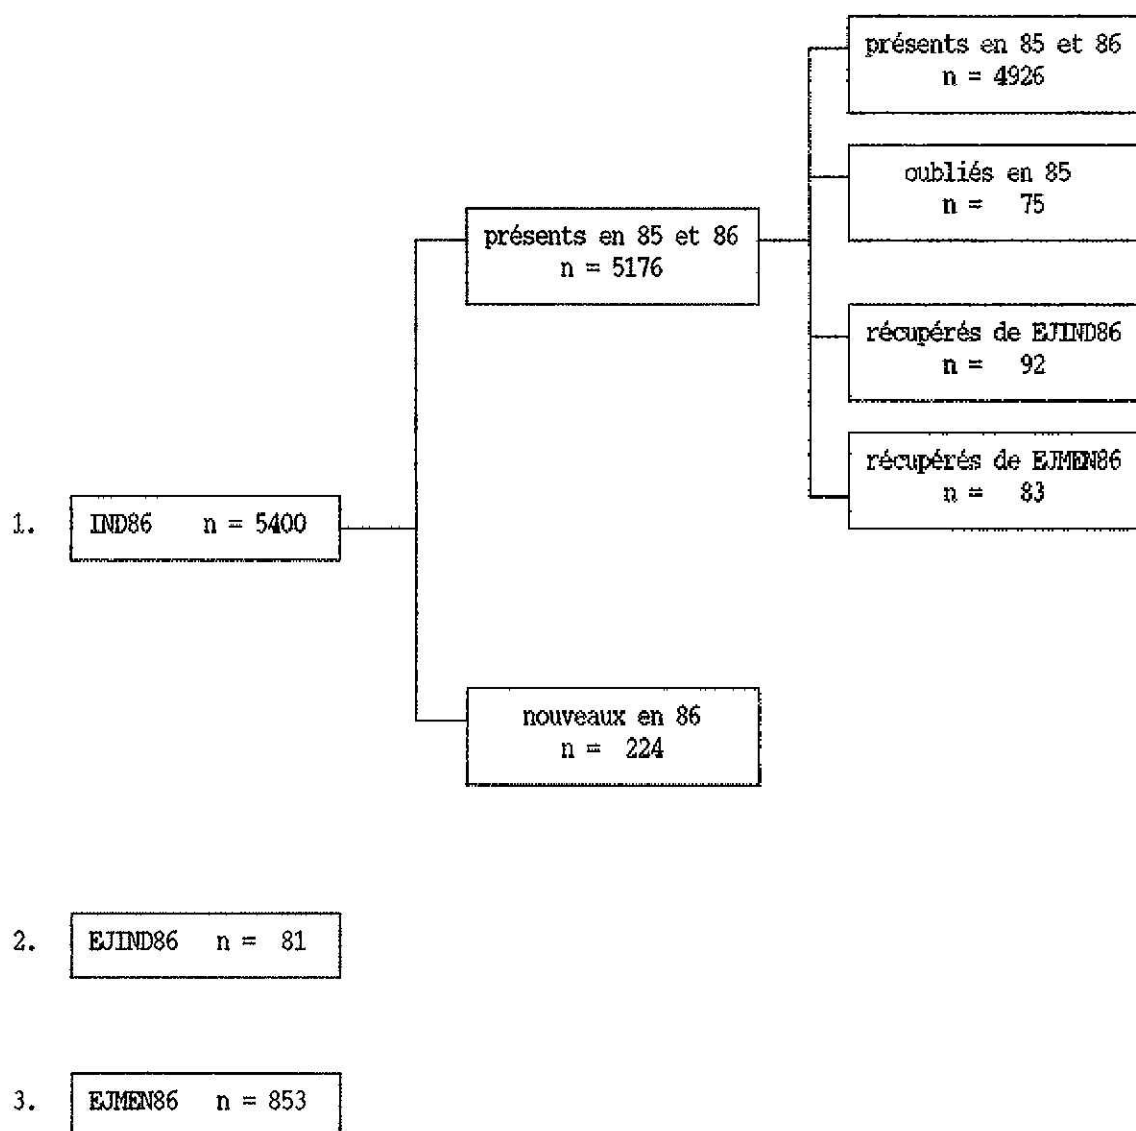 présents en 85 et 86
n = 4926
oubliés en 85
n = 75
présents en 85 et 86
n = 5176
récupérés de EJIND86
n = 92
récupérés de EJMEN86
n = 83
1. IND86 n = 5400
nouveaux en 86
n = 224
2. EJIND86 n = 81
3. EJMEN86 n = 853